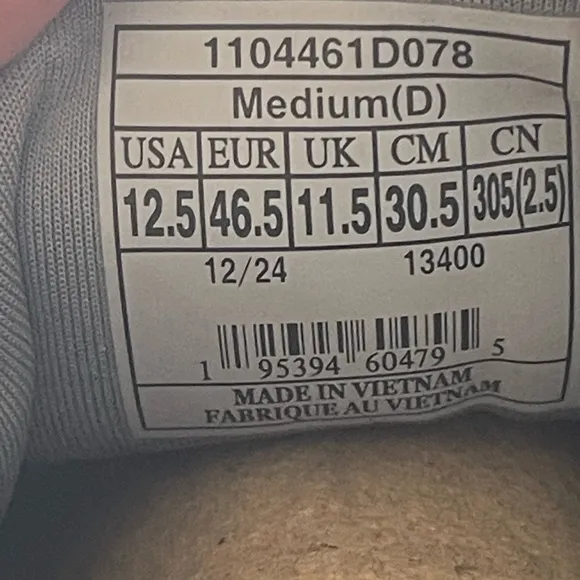 1104461D078
Medium(D)
USA EUR UK CM CN
12.5 46.5 11.5 30.5 305(2.5)
12/24 13400
1 95394 60479 5
MADE IN VIETNAM
FABRIQUE AU VIETNAM